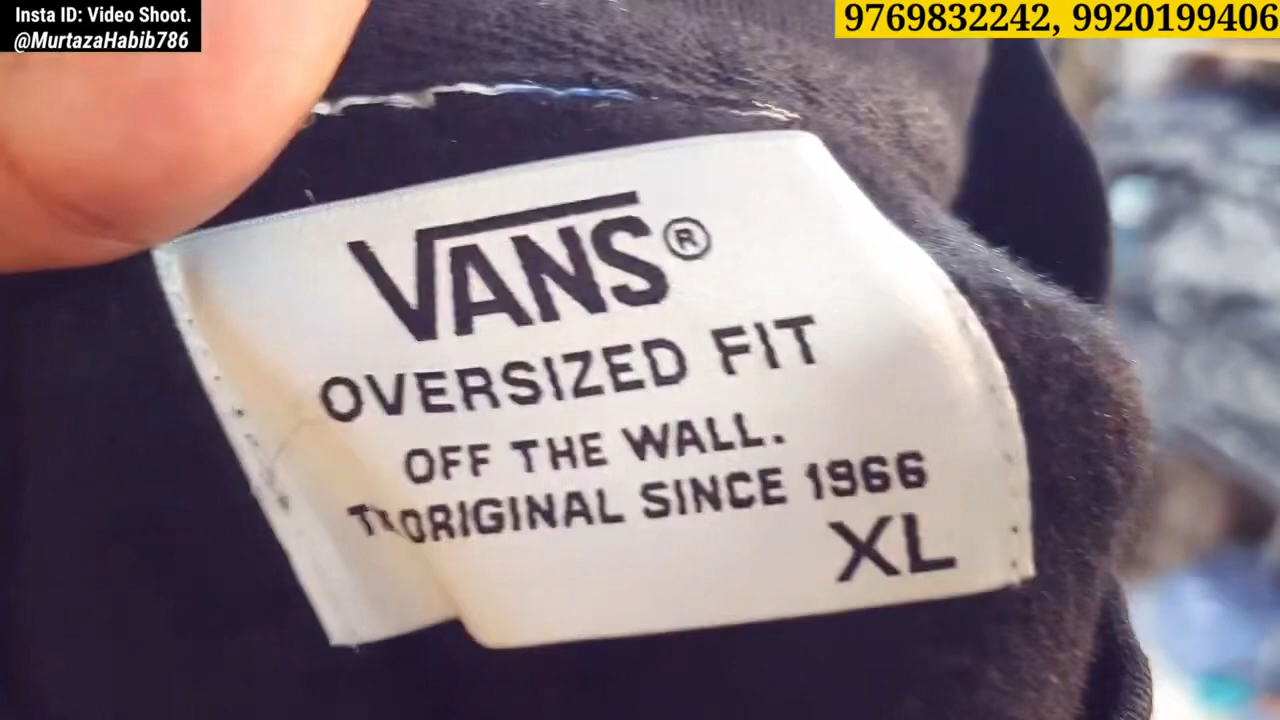 Insta ID: Video Shoot.
@MurtazaHabib786
9769832242, 9920199406
VANS®
OVERSIZED FIT
OFF THE WALL.
ORIGINAL SINCE 1966
XL